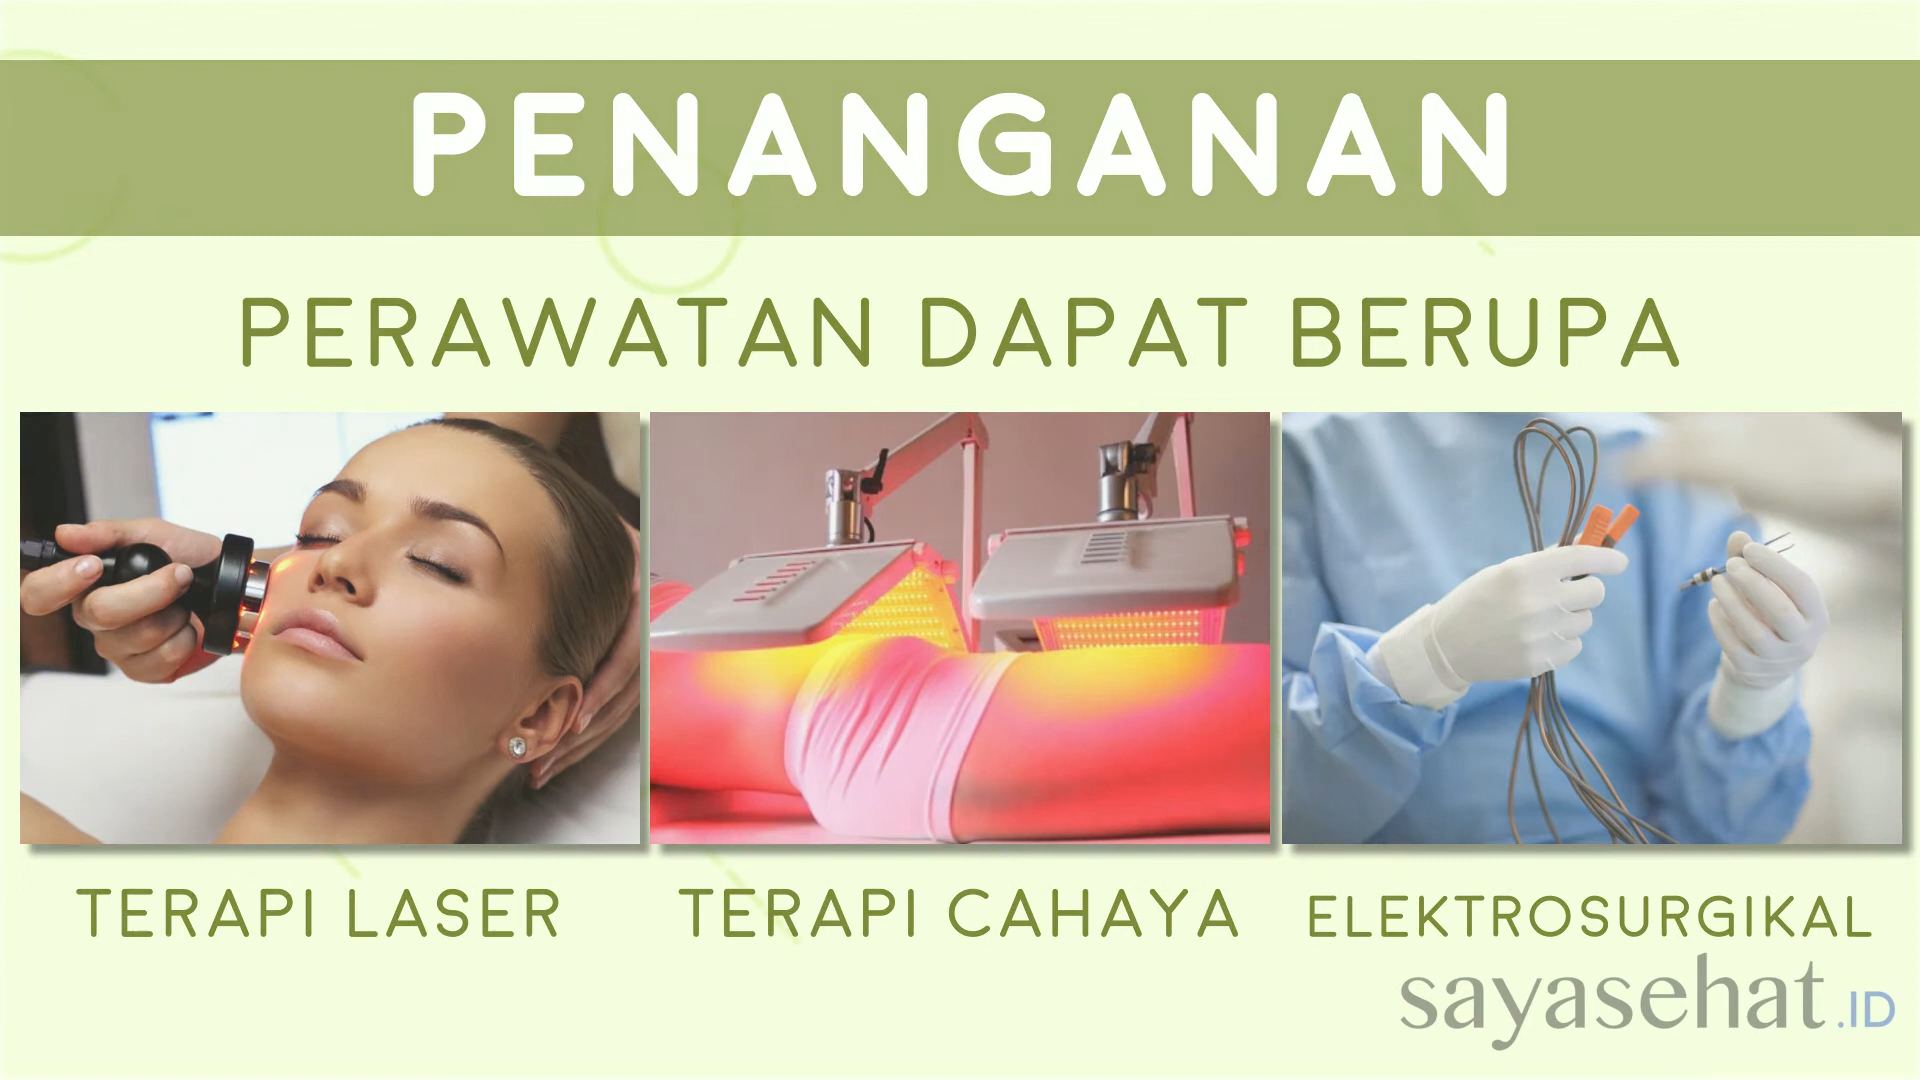 PENANGANAN
PERAWATAN DAPAT BERUPA
TERAPI LASER
TERAPI CAHAYA
ELEKTROSURGIKAL
sayasehat.ID